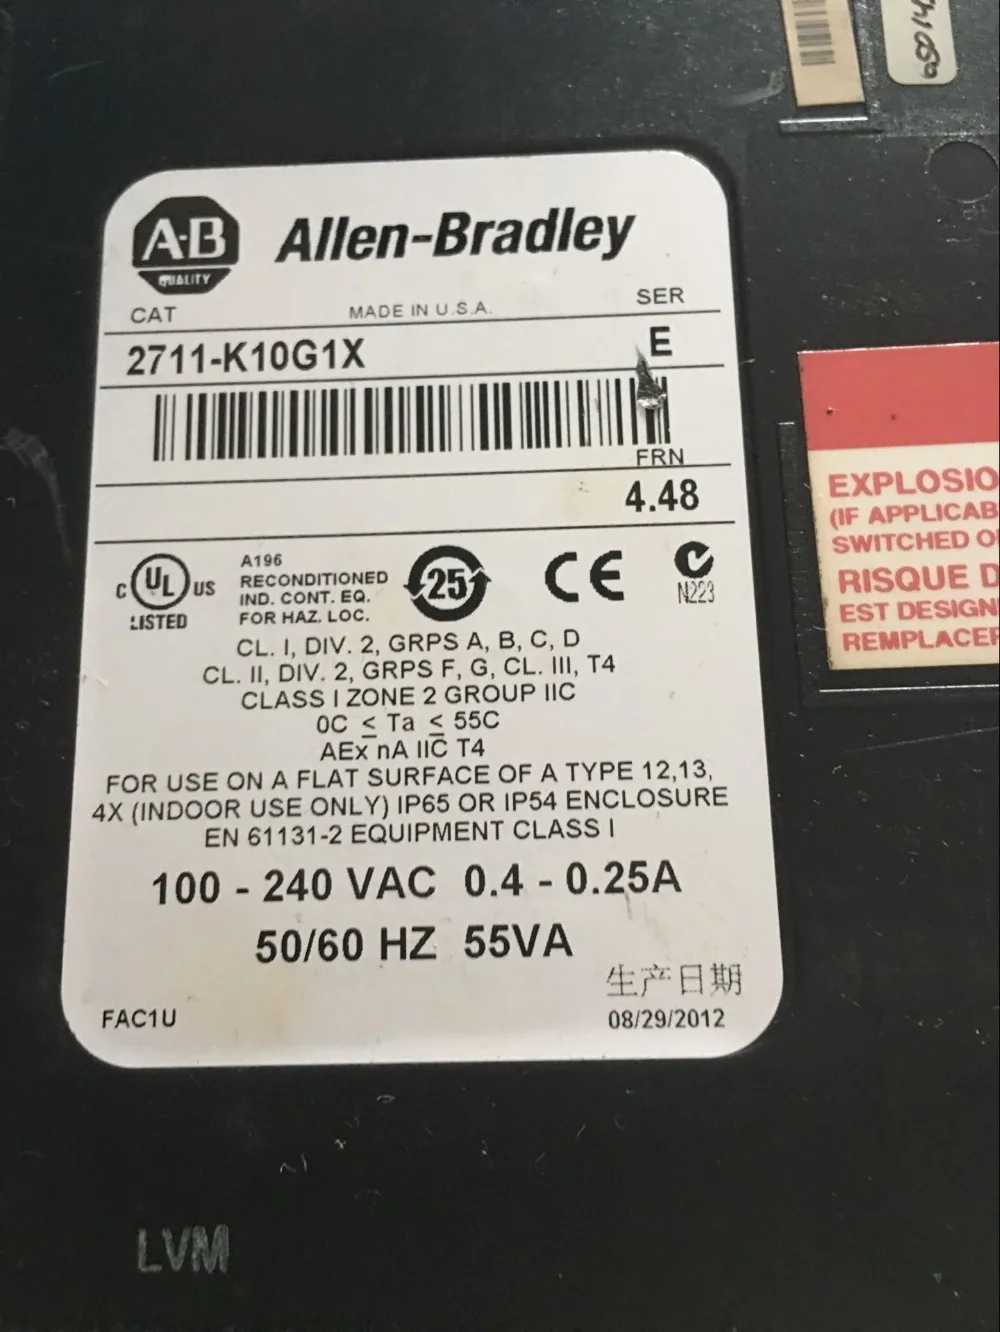 A-B
QUALITY
Allen-Bradley
CAT
MADE IN U.S.A.
SER
2711-K10G1X
E
FRN
4.48
C UL US
LISTED
A196
RECONDITIONED
IND. CONT. EQ.
FOR HAZ. LOC.
25
CE
N223
CL. I, DIV. 2, GRPS A, B, C, D
CL. II, DIV. 2, GRPS F, G, CL. III, T4
CLASS I ZONE 2 GROUP IIC
0C ≤ Ta ≤ 55C
AEx nA IIC T4
FOR USE ON A FLAT SURFACE OF A TYPE 12,13,
4X (INDOOR USE ONLY) IP65 OR IP54 ENCLOSURE
EN 61131-2 EQUIPMENT CLASS I
100 - 240 VAC 0.4 - 0.25A
50/60 HZ 55VA
生产日期
FAC1U
08/29/2012
EXPLOSIO
(IF APPLICAB
SWITCHED O
RISQUE D
EST DESIGN
REMPLACER
LVM